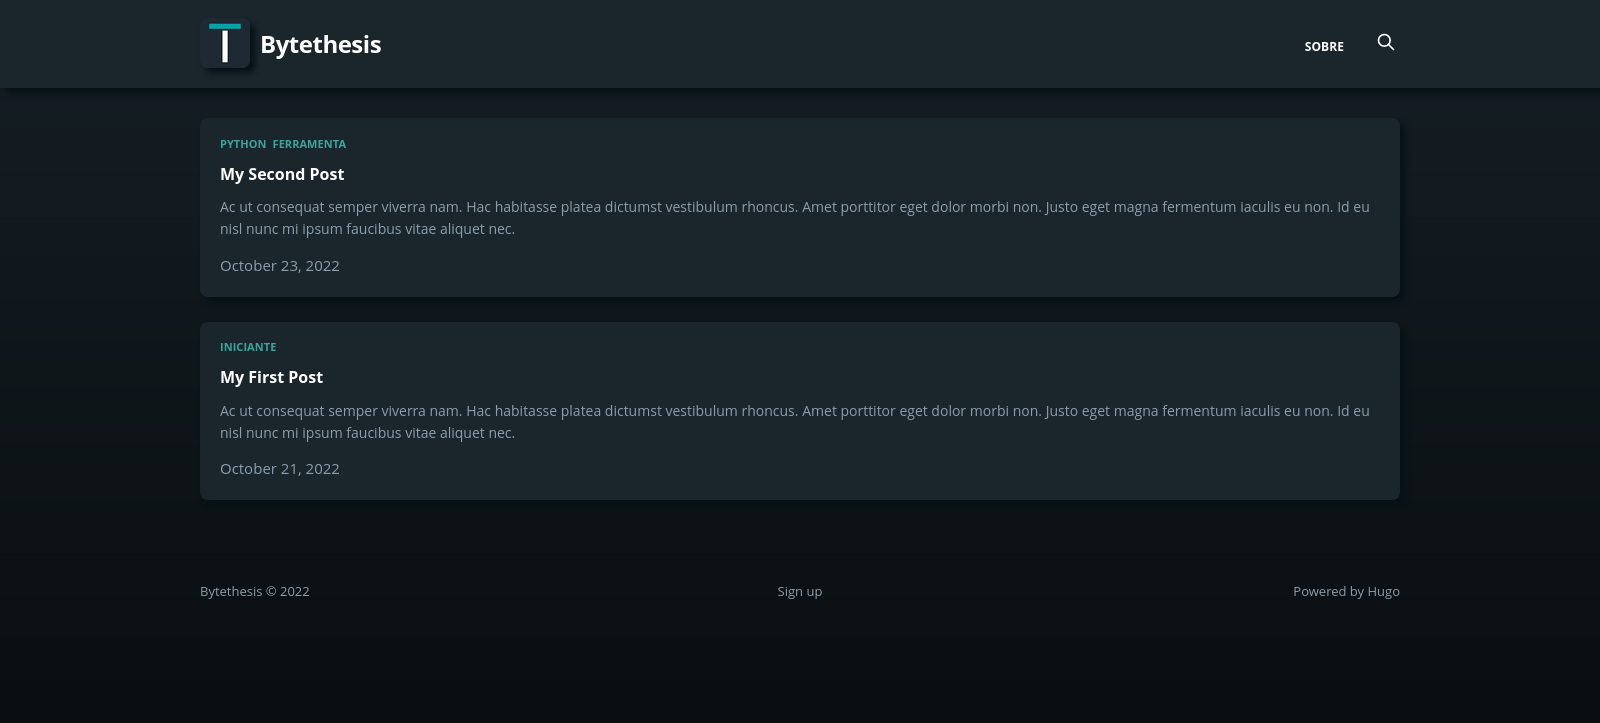 T Bytethesis
SOBRE
PYTHON FERRAMENTA
My Second Post
Ac ut consequat semper viverra nam. Hac habitasse platea dictumst vestibulum rhoncus. Amet porttitor eget dolor morbi non. Justo eget magna fermentum iaculis eu non. Id eu
nisl nunc mi ipsum faucibus vitae aliquet nec.
October 23, 2022
INICIANTE
My First Post
Ac ut consequat semper viverra nam. Hac habitasse platea dictumst vestibulum rhoncus. Amet porttitor eget dolor morbi non. Justo eget magna fermentum iaculis eu non. Id eu
nisl nunc mi ipsum faucibus vitae aliquet nec.
October 21, 2022
Bytethesis © 2022
Sign up
Powered by Hugo